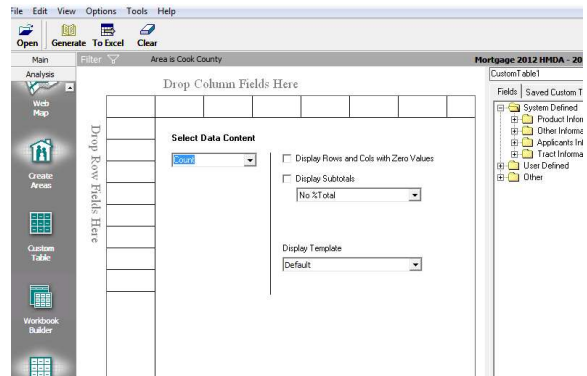 File Edit View Options Tools Help
Open Generate To Excel Clear
Main
Filter
Area is Cook County
Mortgage 2012 HMDA - 20
Analysis
CustomTable1
Drop Column Fields Here
Fields Saved Custom T
Web
Map
System Defined
Product Infor
Other Informa
Applicants Inf
Tract Informa
User Defined
Other
Drop Row Fields Here
Select Data Content
Count
Display Rows and Cols with Zero Values
Display Subtotals
No %Total
Create
Areas
Custom
Table
Display Template
Default
Workbook
Builder